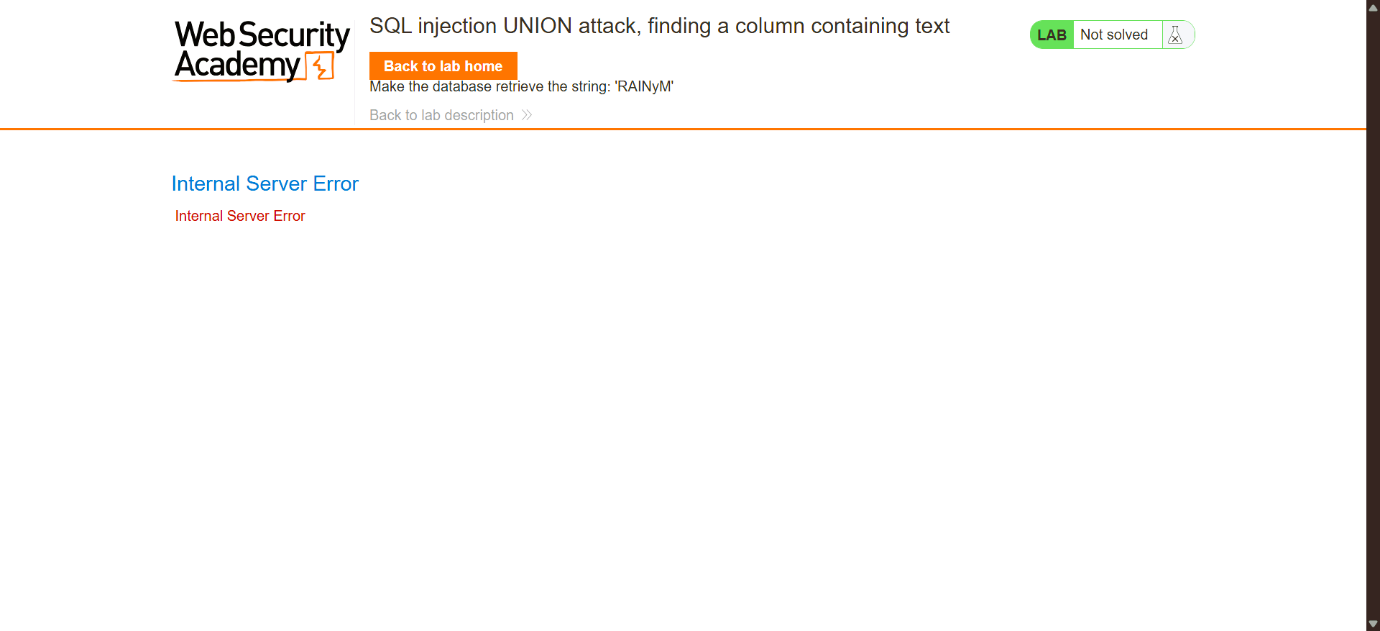 Web Security
Academy
SQL injection UNION attack, finding a column containing text
Back to lab home
Make the database retrieve the string: 'RAINyM'
Back to lab description
LAB Not solved
Internal Server Error
Internal Server Error